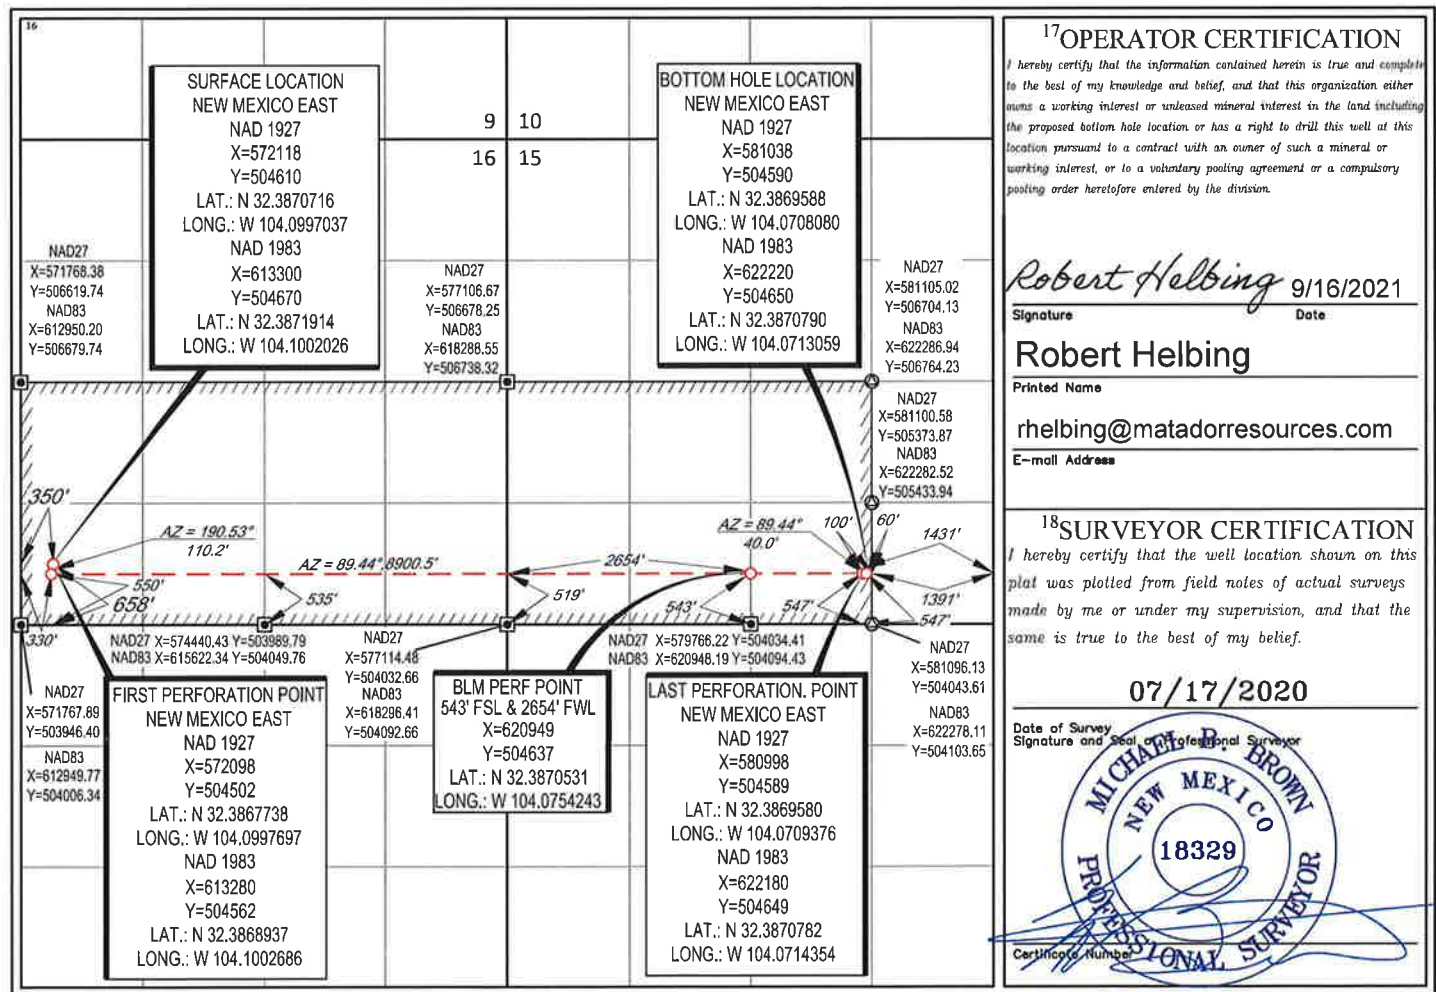 16
9 10
16 15
SURFACE LOCATION
NEW MEXICO EAST
NAD 1927
X=572118
Y=504610
LAT.: N 32.3870716
LONG.: W 104.0997037
NAD 1983
X=613300
Y=504670
LAT.: N 32.3871914
LONG.: W 104.1002026
BOTTOM HOLE LOCATION
NEW MEXICO EAST
NAD 1927
X=581038
Y=504590
LAT.: N 32.3869588
LONG.: W 104.0708080
NAD 1983
X=622220
Y=504650
LAT.: N 32.3870790
LONG.: W 104.0713059
NAD27
X=571768.38
Y=506619.74
NAD83
X=612950.20
Y=506679.74
NAD27
X=577106.67
Y=506678.25
NAD83
X=618288.55
Y=506738.32
NAD27
X=581105.02
Y=506704.13
NAD83
X=622286.94
Y=506764.23
NAD27
X=581100.58
Y=505373.87
NAD83
X=622282.52
Y=505433.94
350'
AZ = 190.53°
110.2'
AZ = 89.44°,8900.5'
2654'
AZ = 89.44°
40.0'
100'
60'
1431'
550'
658'
330'
535'
519'
543'
547'
1391'
547'
NAD27 X=574440.43 Y=503989.79
NAD83 X=615622.34 Y=504049.76
NAD27
X=577114.48
Y=504032.66
NAD83
X=618296.41
Y=504092.66
NAD27 X=579766.22 Y=504034.41
NAD83 X=620948.19 Y=504094.43
NAD27
X=581096.13
Y=504043.61
NAD83
X=622278.11
Y=504103.65
NAD27
X=571767.89
Y=503946.40
NAD83
X=612949.77
Y=504006.34
FIRST PERFORATION POINT
NEW MEXICO EAST
NAD 1927
X=572098
Y=504502
LAT.: N 32.3867738
LONG.: W 104.0997697
NAD 1983
X=613280
Y=504562
LAT.: N 32.3868937
LONG.: W 104.1002686
BLM PERF POINT
543' FSL & 2654' FWL
X=620949
Y=504637
LAT.: N 32.3870531
LONG.: W 104.0754243
LAST PERFORATION. POINT
NEW MEXICO EAST
NAD 1927
X=580998
Y=504589
LAT.: N 32.3869580
LONG.: W 104.0709376
NAD 1983
X=622180
Y=504649
LAT.: N 32.3870782
LONG.: W 104.0714354
17OPERATOR CERTIFICATION
I hereby certify that the information contained herein is true and complete
to the best of my knowledge and belief, and that this organization either
owns a working interest or unleased mineral interest in the land including
the proposed bottom hole location or has a right to drill this well at this
location pursuant to a contract with an owner of such a mineral or
working interest, or to a voluntary pooling agreement or a compulsory
pooling order heretofore entered by the division.
Robert Helbing 9/16/2021
Signature Date
Robert Helbing
Printed Name
rhelbing@matadorresources.com
E-mail Address
18SURVEYOR CERTIFICATION
I hereby certify that the well location shown on this
plat was plotted from field notes of actual surveys
made by me or under my supervision, and that the
same is true to the best of my belief.
07/17/2020
Date of Survey
Signature and Seal of Professional Surveyor
MICHAEL B. BROWN
NEW MEXICO
18329
PROFESSIONAL SURVEYOR
Certificate Number